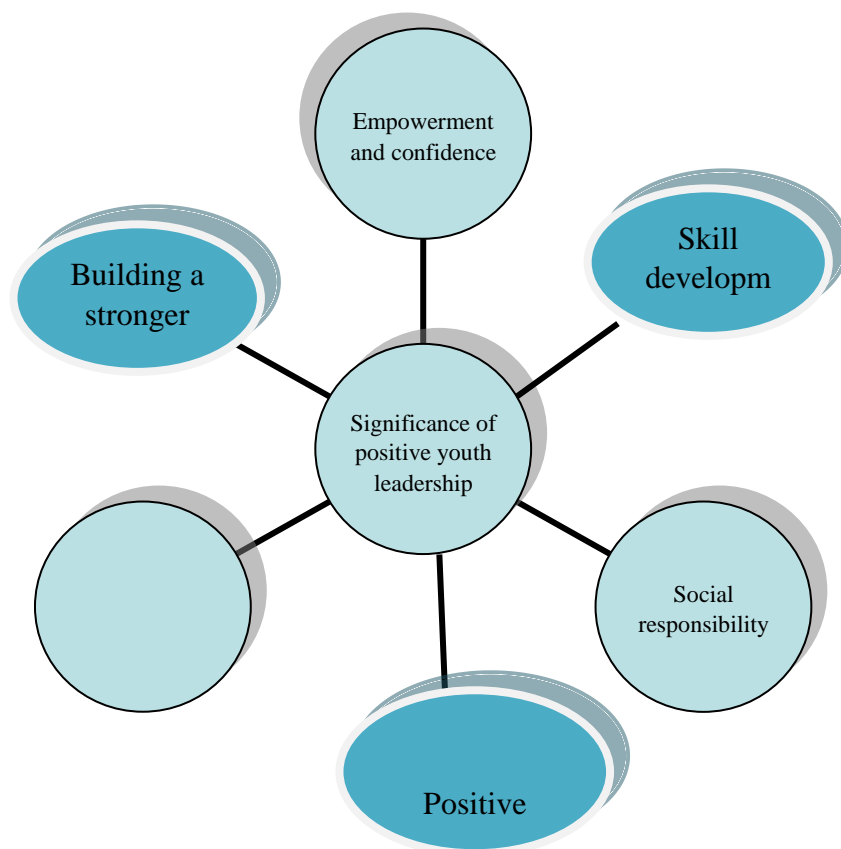 Empowerment
and confidence
Skill
developm
Building a
stronger
Significance of
positive youth
leadership
Social
responsibility
Positive